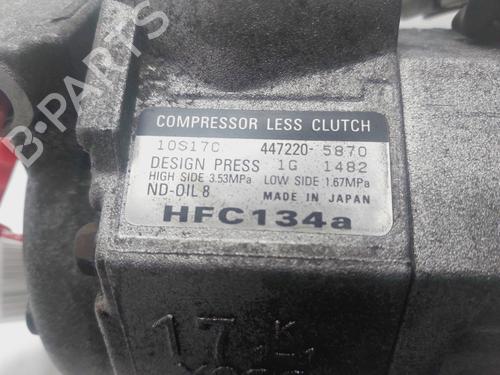 COMPRESSOR LESS CLUTCH
10S17C 447220-5870
DESIGN PRESS 1G 1482
HIGH SIDE 3.53MPa LOW SIDE 1.67MPa
ND-OIL 8 MADE IN JAPAN
HFC134a
B-PARTS
17 K